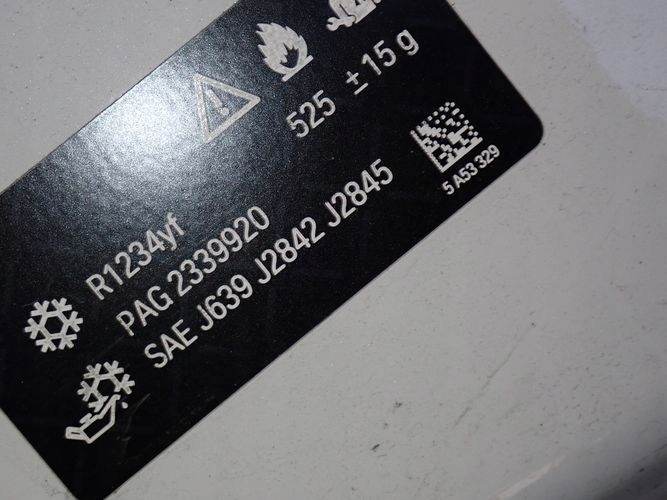 525 ± 15 g
R1234yf
PAG 2339920
SAE J639 J2842 J2845
5 A53 329